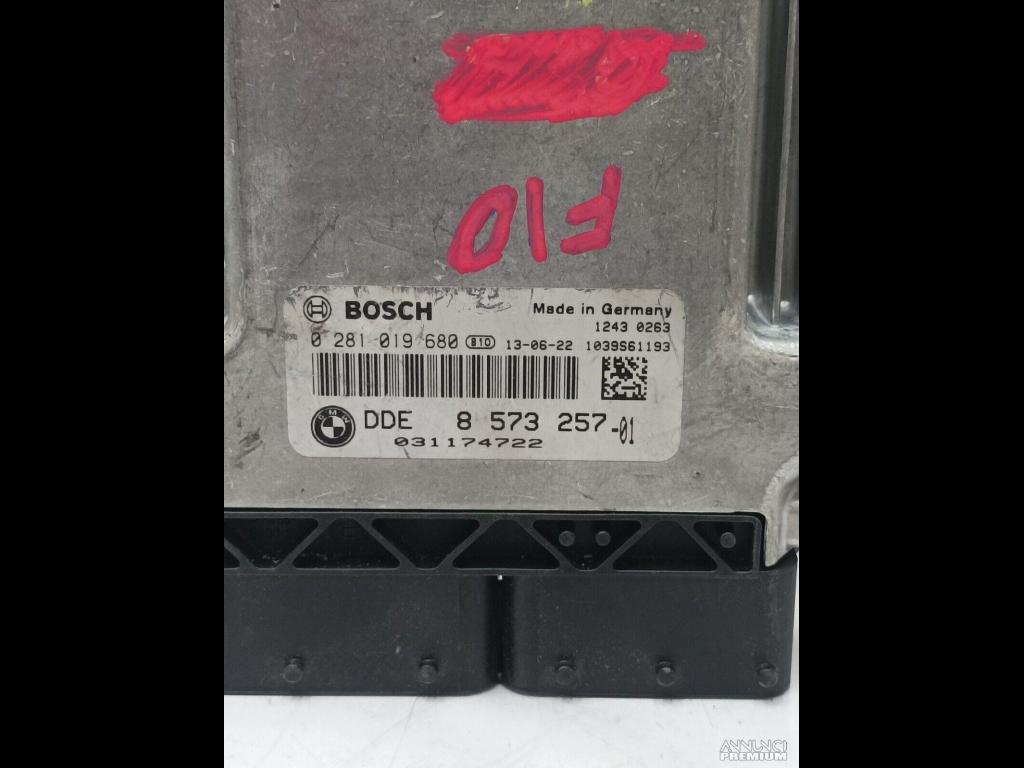 F10
BOSCH Made in Germany
1243 0263
0 281 019 680 810 13-06-22 1039S61193
BMW DDE 8 573 257-01
031174722
ANNUNCI
PREMIUM